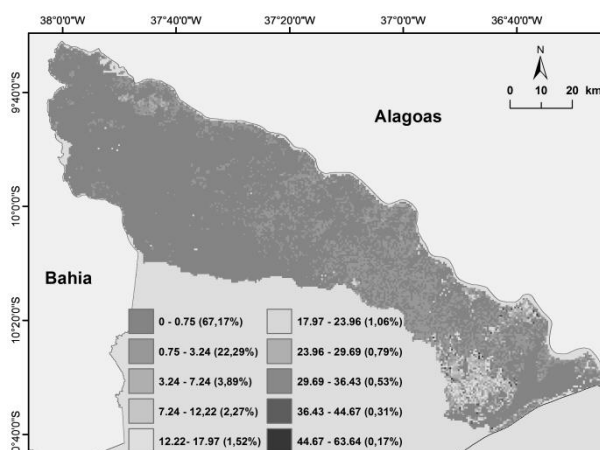 38°0'0"W 37°40'0"W 37°20'0"W 37°0'0"W 36°40'0"W
N
0 10 20 km
9°40'0"S
Alagoas
10°0'0"S
Bahia
10°20'0"S
0°40'0"S
0 - 0.75 (67,17%)
0.75 - 3.24 (22,29%)
3.24 - 7.24 (3,89%)
7.24 - 12,22 (2,27%)
12.22- 17.97 (1,52%)
17.97 - 23.96 (1,06%)
23.96 - 29.69 (0,79%)
29.69 - 36.43 (0,53%)
36.43 - 44.67 (0,31%)
44.67 - 63.64 (0,17%)